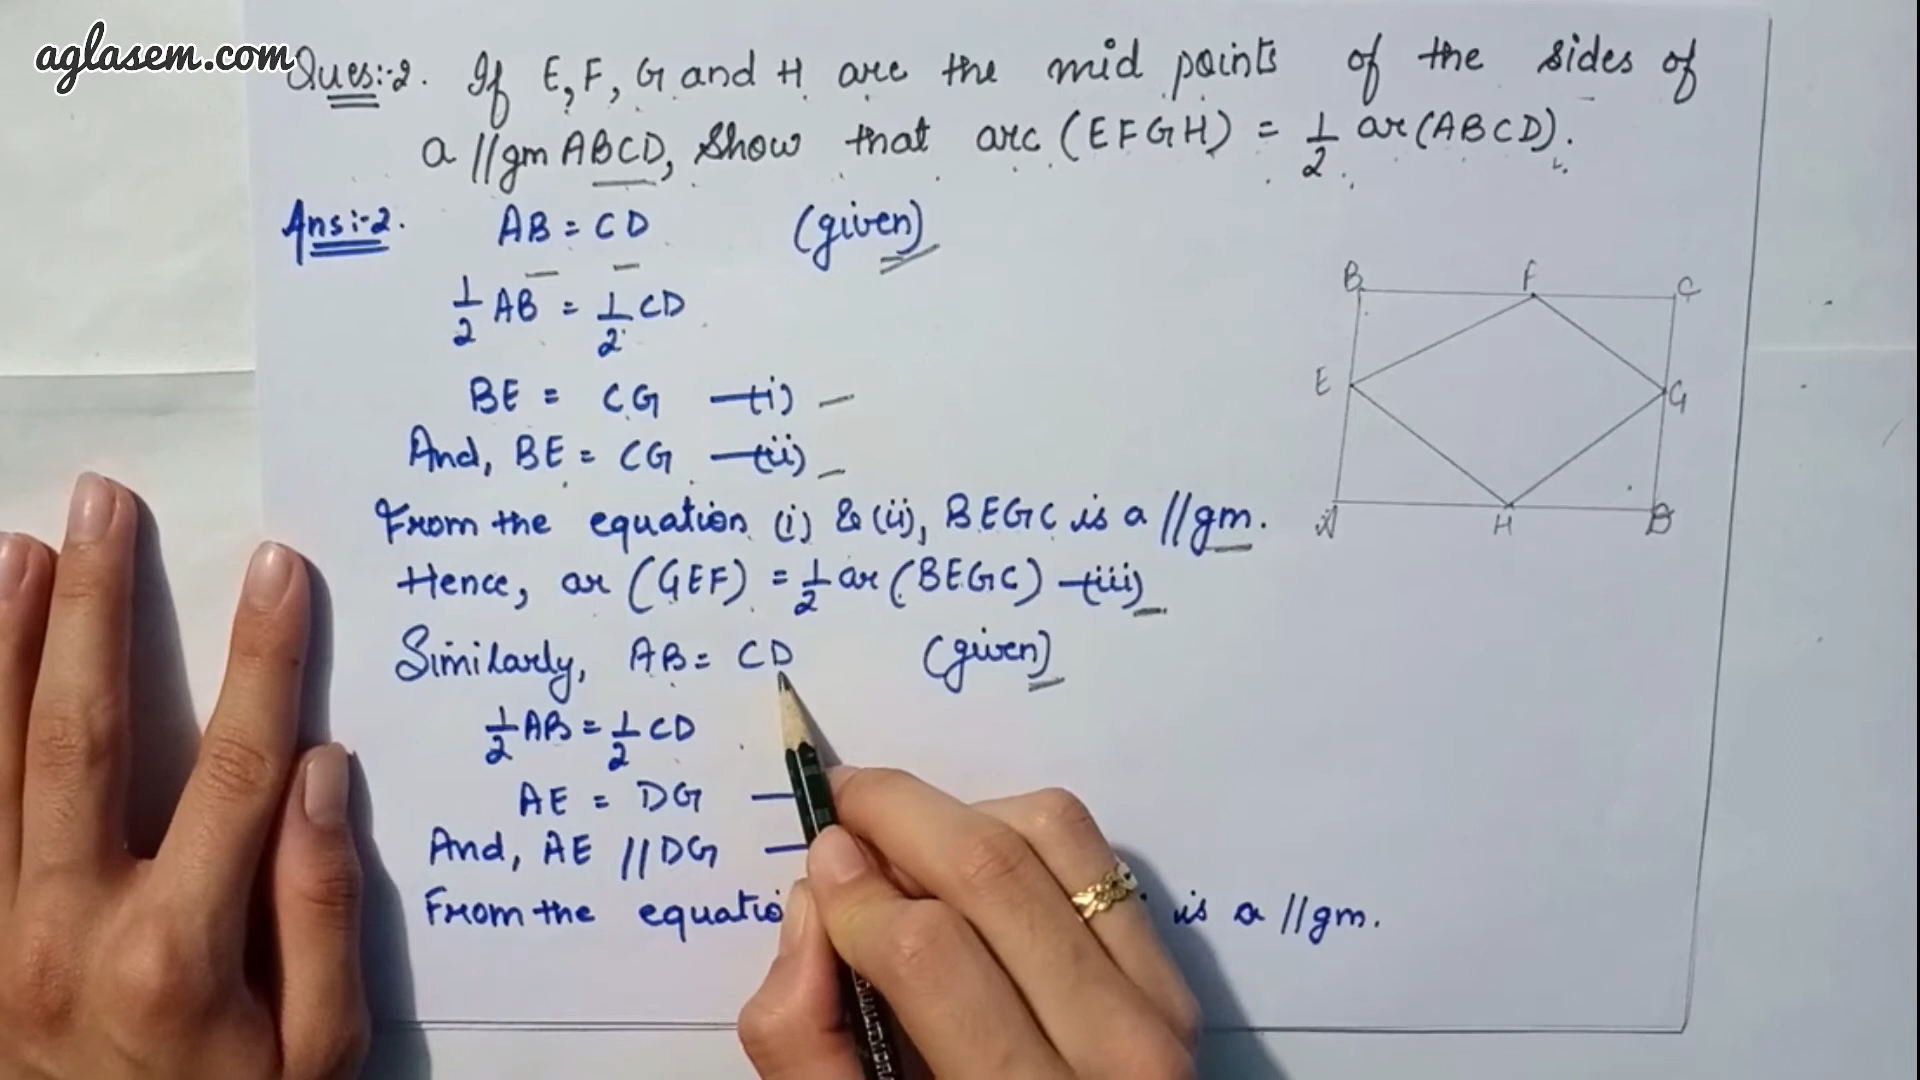 aglasem.com
Ques:-2. If E, F, G and H are the mid points of the sides of
a //gm ABCD, Show that ar (EFGH) = 1/2 ar (ABCD).
Ans:-2. AB = CD (given)
1/2 AB = 1/2 CD
BE = CG —(i)
And, BE = CG —(ii)
From the equation (i) & (ii), BEGC is a //gm.
Hence, ar (GEF) = 1/2 ar (BEGC) —(iii)
Similarly, AB = CD (given)
1/2 AB = 1/2 CD
AE = DG —
And, AE // DG —
From the equatio is a //gm.
B F C
E G
A H D